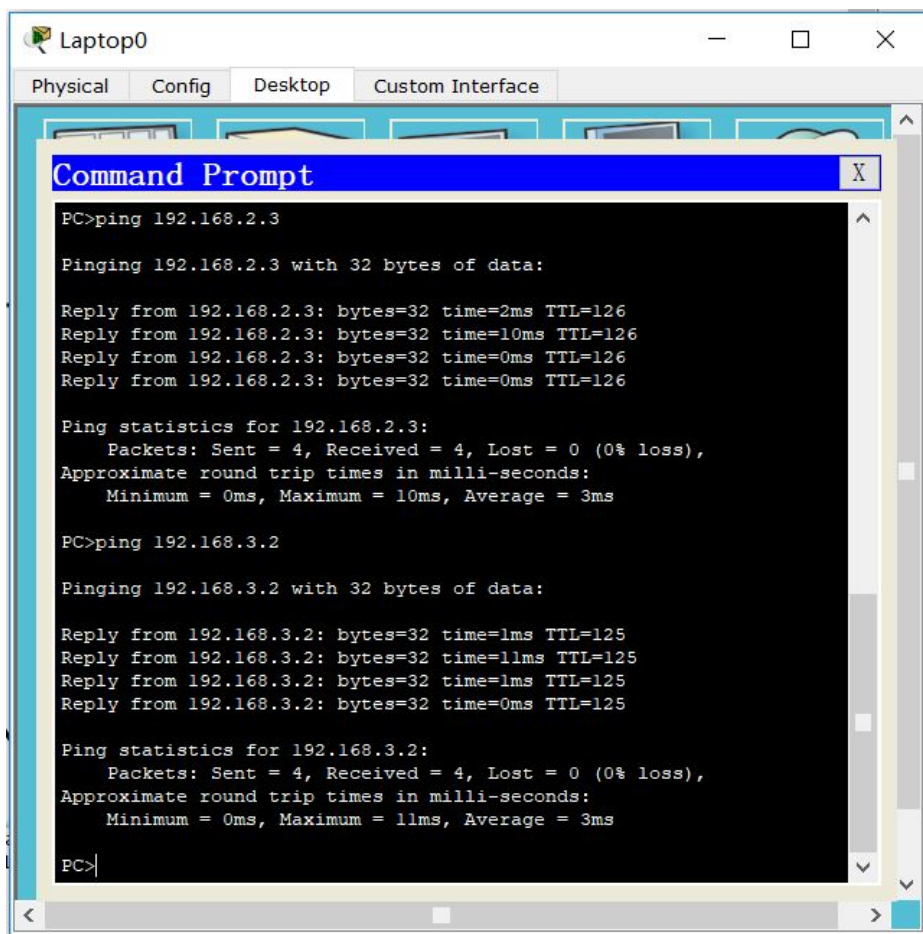 Laptop0
Physical Config Desktop Custom Interface
Command Prompt X
PC>ping 192.168.2.3
Pinging 192.168.2.3 with 32 bytes of data:
Reply from 192.168.2.3: bytes=32 time=2ms TTL=126
Reply from 192.168.2.3: bytes=32 time=10ms TTL=126
Reply from 192.168.2.3: bytes=32 time=0ms TTL=126
Reply from 192.168.2.3: bytes=32 time=0ms TTL=126
Ping statistics for 192.168.2.3:
Packets: Sent = 4, Received = 4, Lost = 0 (0% loss),
Approximate round trip times in milli-seconds:
Minimum = 0ms, Maximum = 10ms, Average = 3ms
PC>ping 192.168.3.2
Pinging 192.168.3.2 with 32 bytes of data:
Reply from 192.168.3.2: bytes=32 time=1ms TTL=125
Reply from 192.168.3.2: bytes=32 time=11ms TTL=125
Reply from 192.168.3.2: bytes=32 time=1ms TTL=125
Reply from 192.168.3.2: bytes=32 time=0ms TTL=125
Ping statistics for 192.168.3.2:
Packets: Sent = 4, Received = 4, Lost = 0 (0% loss),
Approximate round trip times in milli-seconds:
Minimum = 0ms, Maximum = 11ms, Average = 3ms
PC>